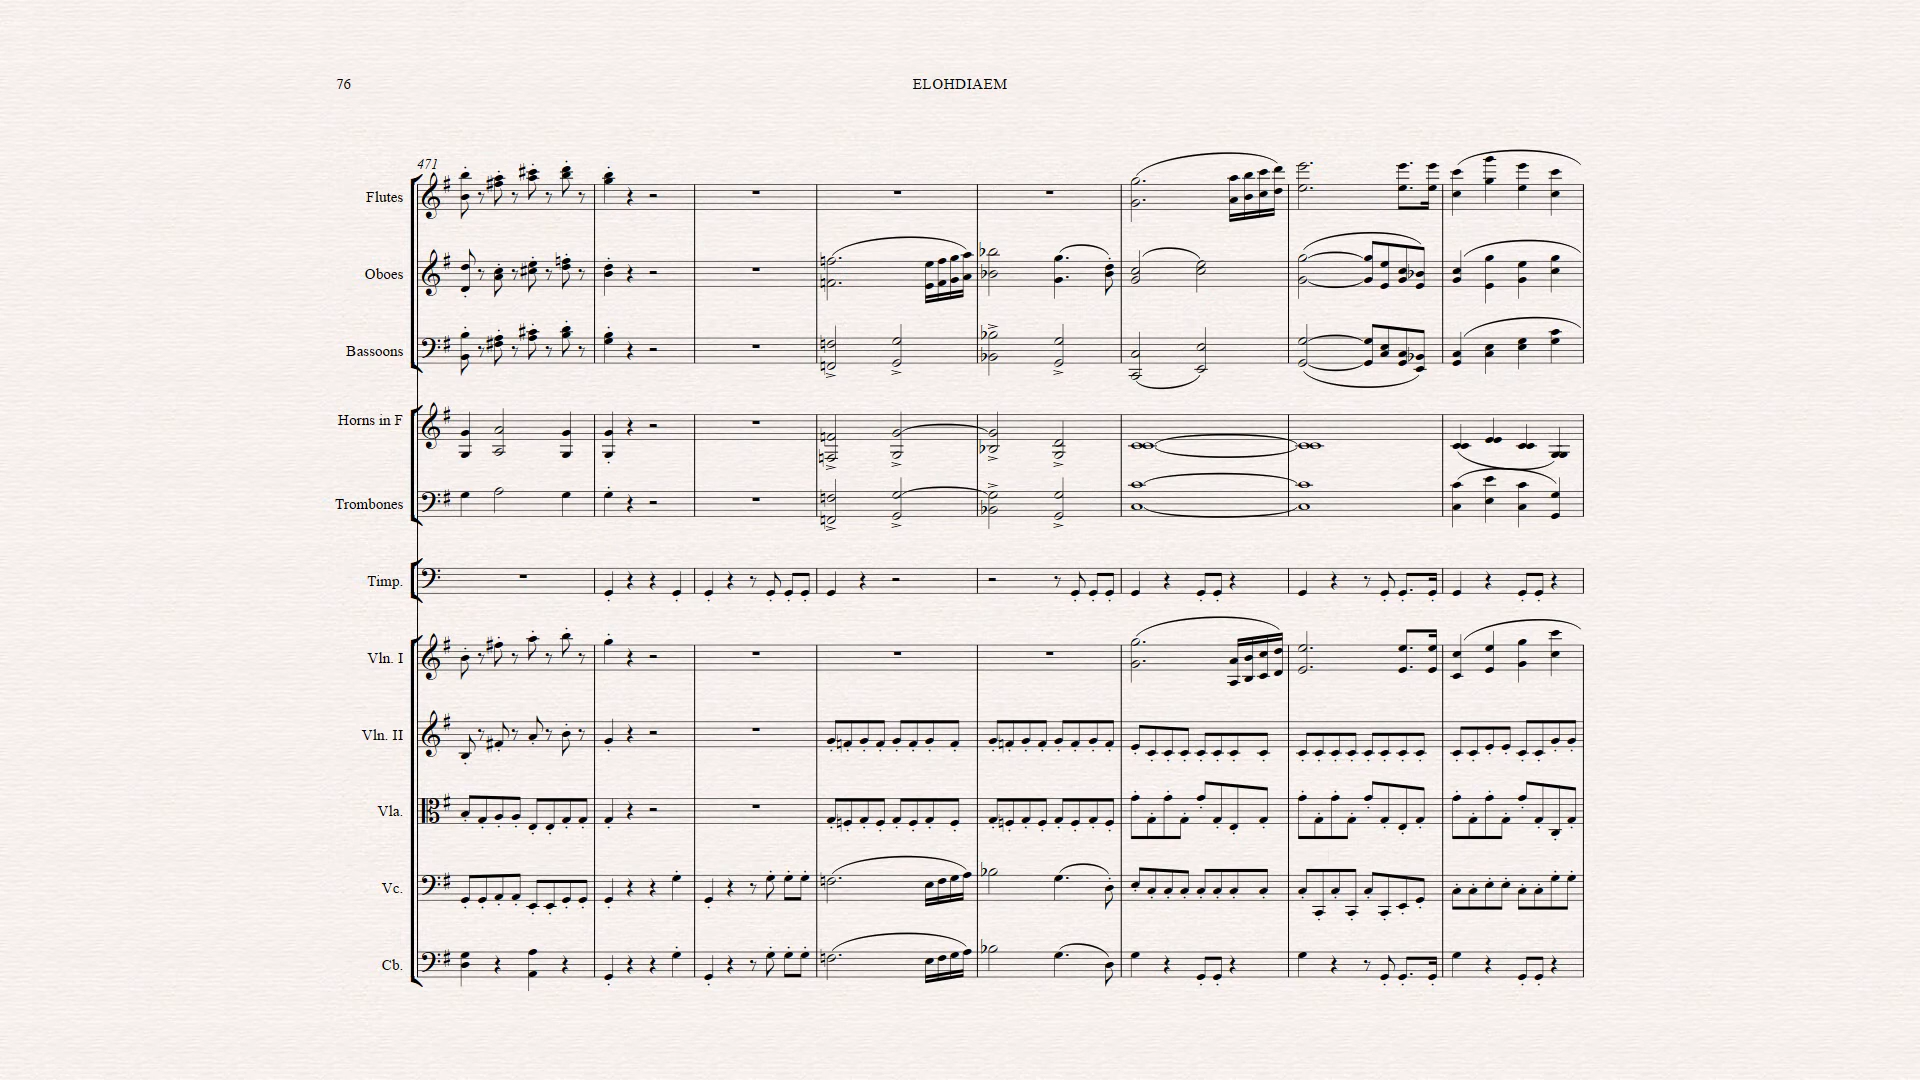 76
ELOHDIAEM
471
Flutes
Oboes
Bassoons
Horns in F
Trombones
Timp.
Vln. I
Vln. II
Vla.
Vc.
Cb.